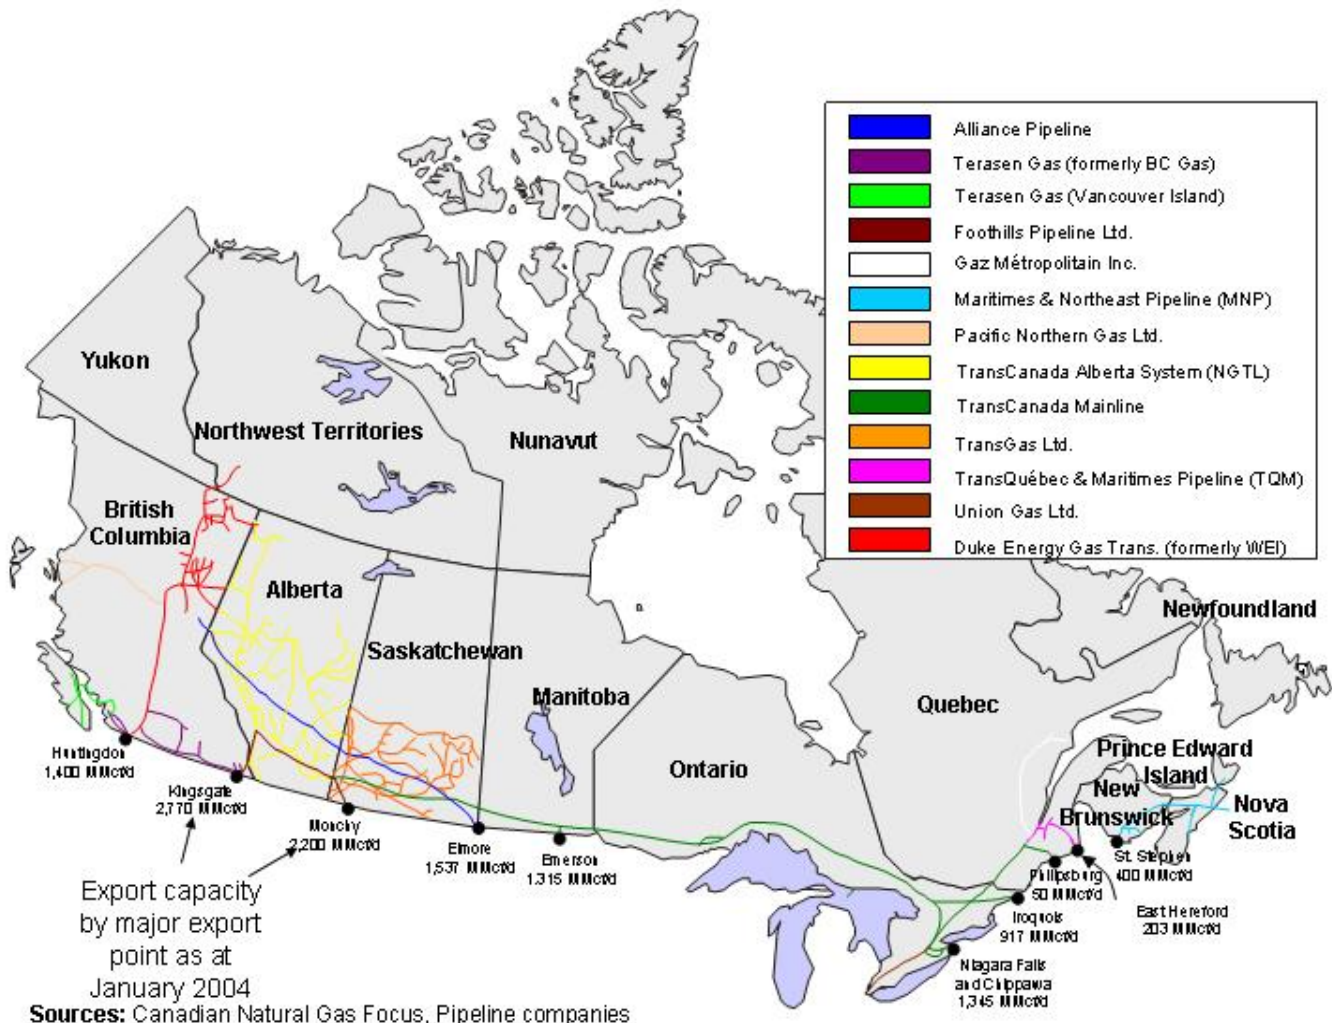 Alliance Pipeline
Terasen Gas (formerly BC Gas)
Terasen Gas (Vancouver Island)
Foothills Pipeline Ltd.
Gaz Métropolitain Inc.
Maritimes & Northeast Pipeline (MNP)
Pacific Northern Gas Ltd.
TransCanada Alberta System (NGTL)
TransCanada Mainline
TransGas Ltd.
TransQuébec & Maritimes Pipeline (TQM)
Union Gas Ltd.
Duke Energy Gas Trans. (formerly WEI)
Yukon
Northwest Territories
Nunavut
British
Columbia
Alberta
Saskatchewan
Manitoba
Ontario
Quebec
Newfoundland
Prince Edward
Island
New
Brunswick
Nova
Scotia
Huntingdon
1,400 MMcf/d
Kingsgate
2,770 MMcf/d
Monchy
2,200 MMcf/d
Elmore
1,537 MMcf/d
Emerson
1,315 MMcf/d
Niagara Falls
and Chippawa
1,345 MMcf/d
Iroquois
917 MMcf/d
Philipsburg
50 MMcf/d
East Hereford
203 MMcf/d
St. Stephen
400 MMcf/d
Export capacity
by major export
point as at
January 2004
Sources: Canadian Natural Gas Focus, Pipeline companies